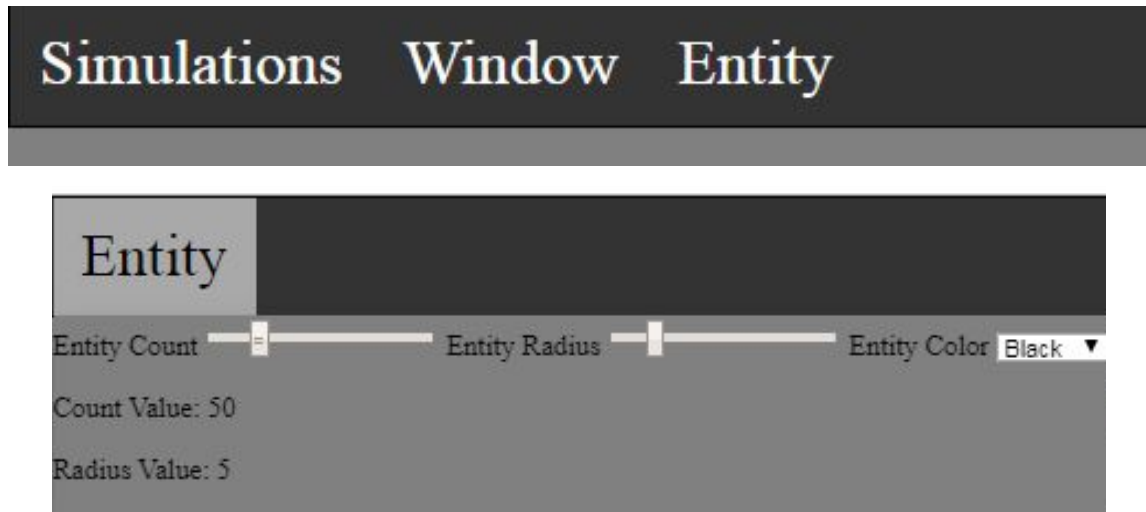 Simulations Window Entity
Entity
Entity Count Entity Radius Entity Color Black
Count Value: 50
Radius Value: 5